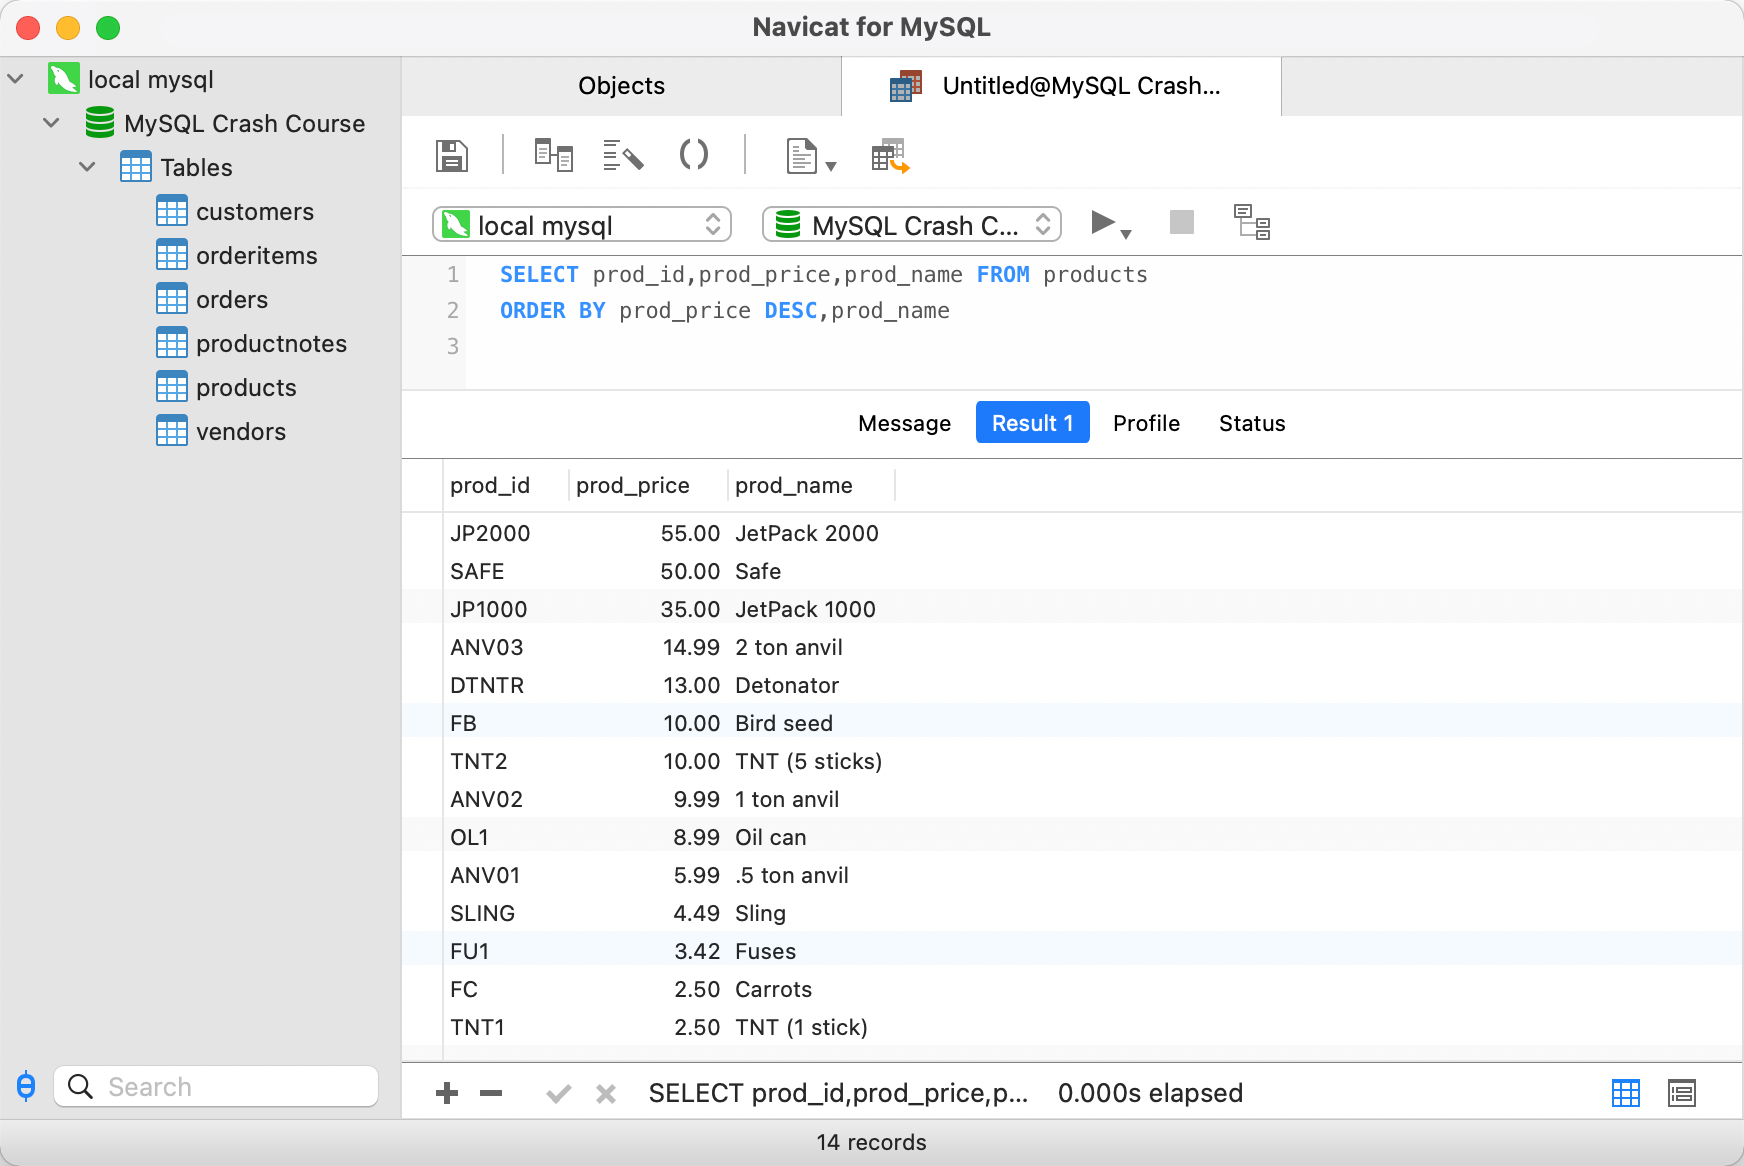 Navicat for MySQL
local mysql
MySQL Crash Course
Tables
customers
orderitems
orders
productnotes
products
vendors
Search
Objects
Untitled@MySQL Crash...
local mysql
MySQL Crash C...
1 SELECT prod_id,prod_price,prod_name FROM products
2 ORDER BY prod_price DESC,prod_name
3
Message Result 1 Profile Status
prod_id prod_price prod_name
JP2000 55.00 JetPack 2000
SAFE 50.00 Safe
JP1000 35.00 JetPack 1000
ANV03 14.99 2 ton anvil
DTNTR 13.00 Detonator
FB 10.00 Bird seed
TNT2 10.00 TNT (5 sticks)
ANV02 9.99 1 ton anvil
OL1 8.99 Oil can
ANV01 5.99 .5 ton anvil
SLING 4.49 Sling
FU1 3.42 Fuses
FC 2.50 Carrots
TNT1 2.50 TNT (1 stick)
SELECT prod_id,prod_price,p... 0.000s elapsed
14 records